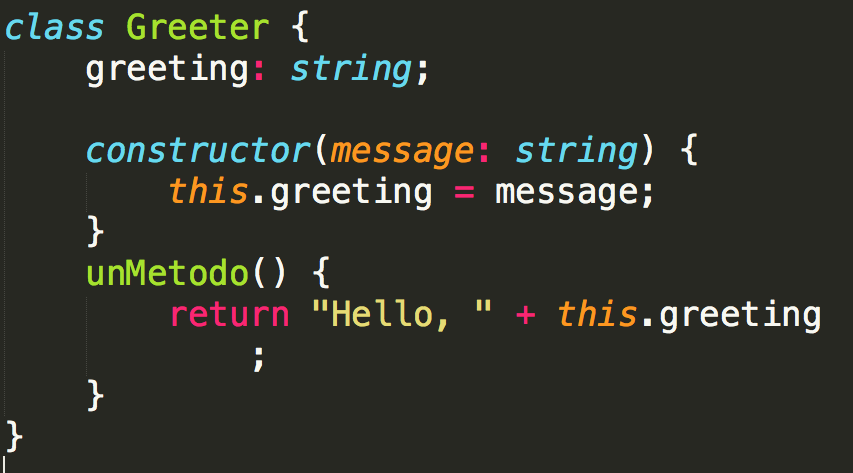 class Greeter {
    greeting: string;

    constructor(message: string) {
        this.greeting = message;
    }
    unMetodo() {
        return "Hello, " + this.greeting
            ;
    }
}